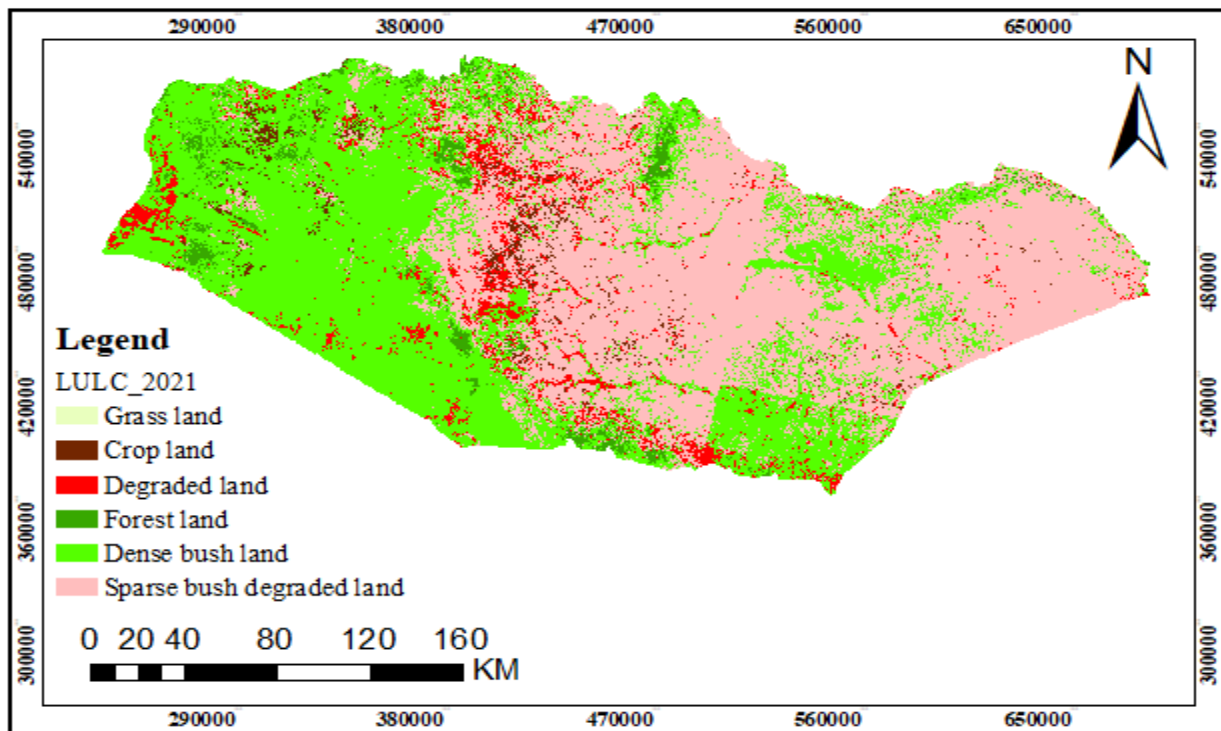 290000 380000 470000 560000 650000
N
540000 540000
480000 480000
420000 420000
360000 360000
300000 300000
Legend
LULC_2021
Grass land
Crop land
Degraded land
Forest land
Dense bush land
Sparse bush degraded land
0 20 40 80 120 160
KM
290000 380000 470000 560000 650000